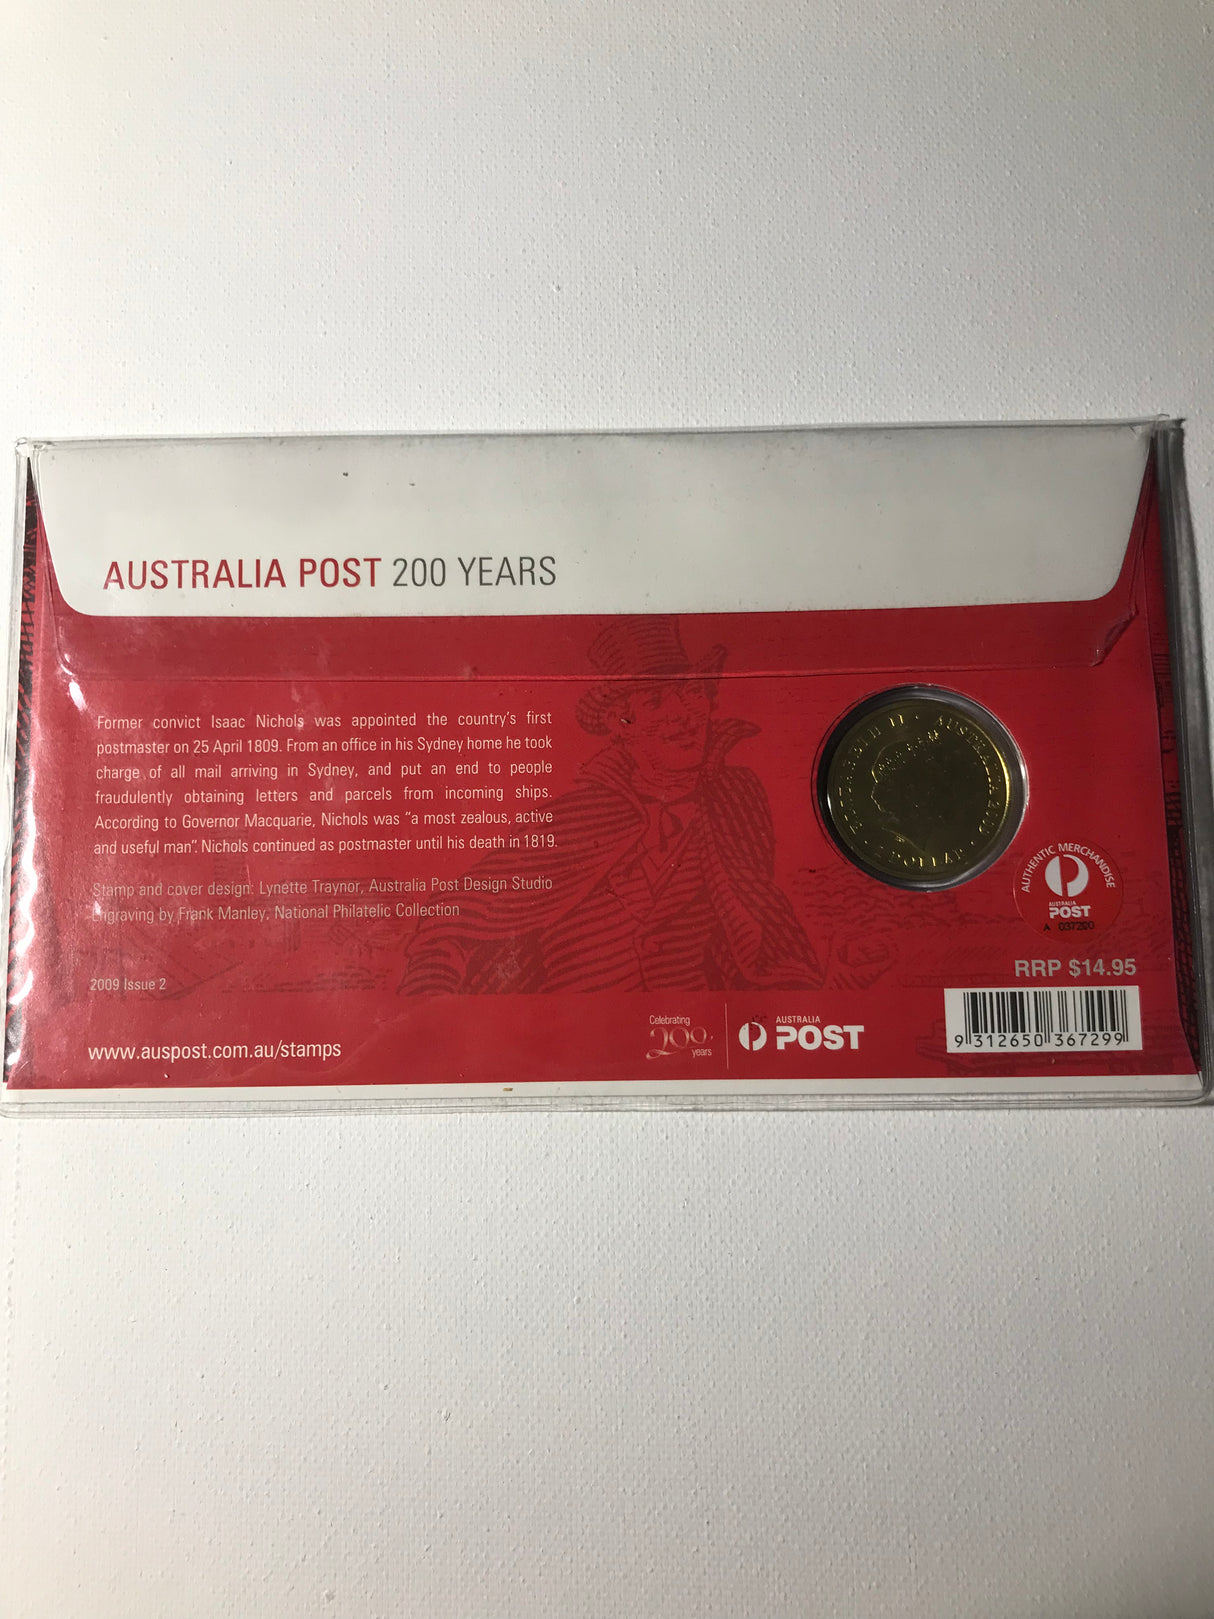 AUSTRALIA POST 200 YEARS
Former convict Isaac Nichols was appointed the country's first
postmaster on 25 April 1809. From an office in his Sydney home he took
charge of all mail arriving in Sydney, and put an end to people
fraudulently obtaining letters and parcels from incoming ships.
According to Governor Macquarie, Nichols was "a most zealous, active
and useful man". Nichols continued as postmaster until his death in 1819.
Stamp and cover design: Lynette Traynor, Australia Post Design Studio
Engraving by Frank Manley, National Philatelic Collection
2009 Issue 2
www.auspost.com.au/stamps
ELIZABETH II · AUSTRALIA 2009
1 DOLLAR
AUTHENTIC MERCHANDISE
AUSTRALIA
POST
A 037200
RRP $14.95
9 312650 367299
Celebrating
200
years
AUSTRALIA
POST